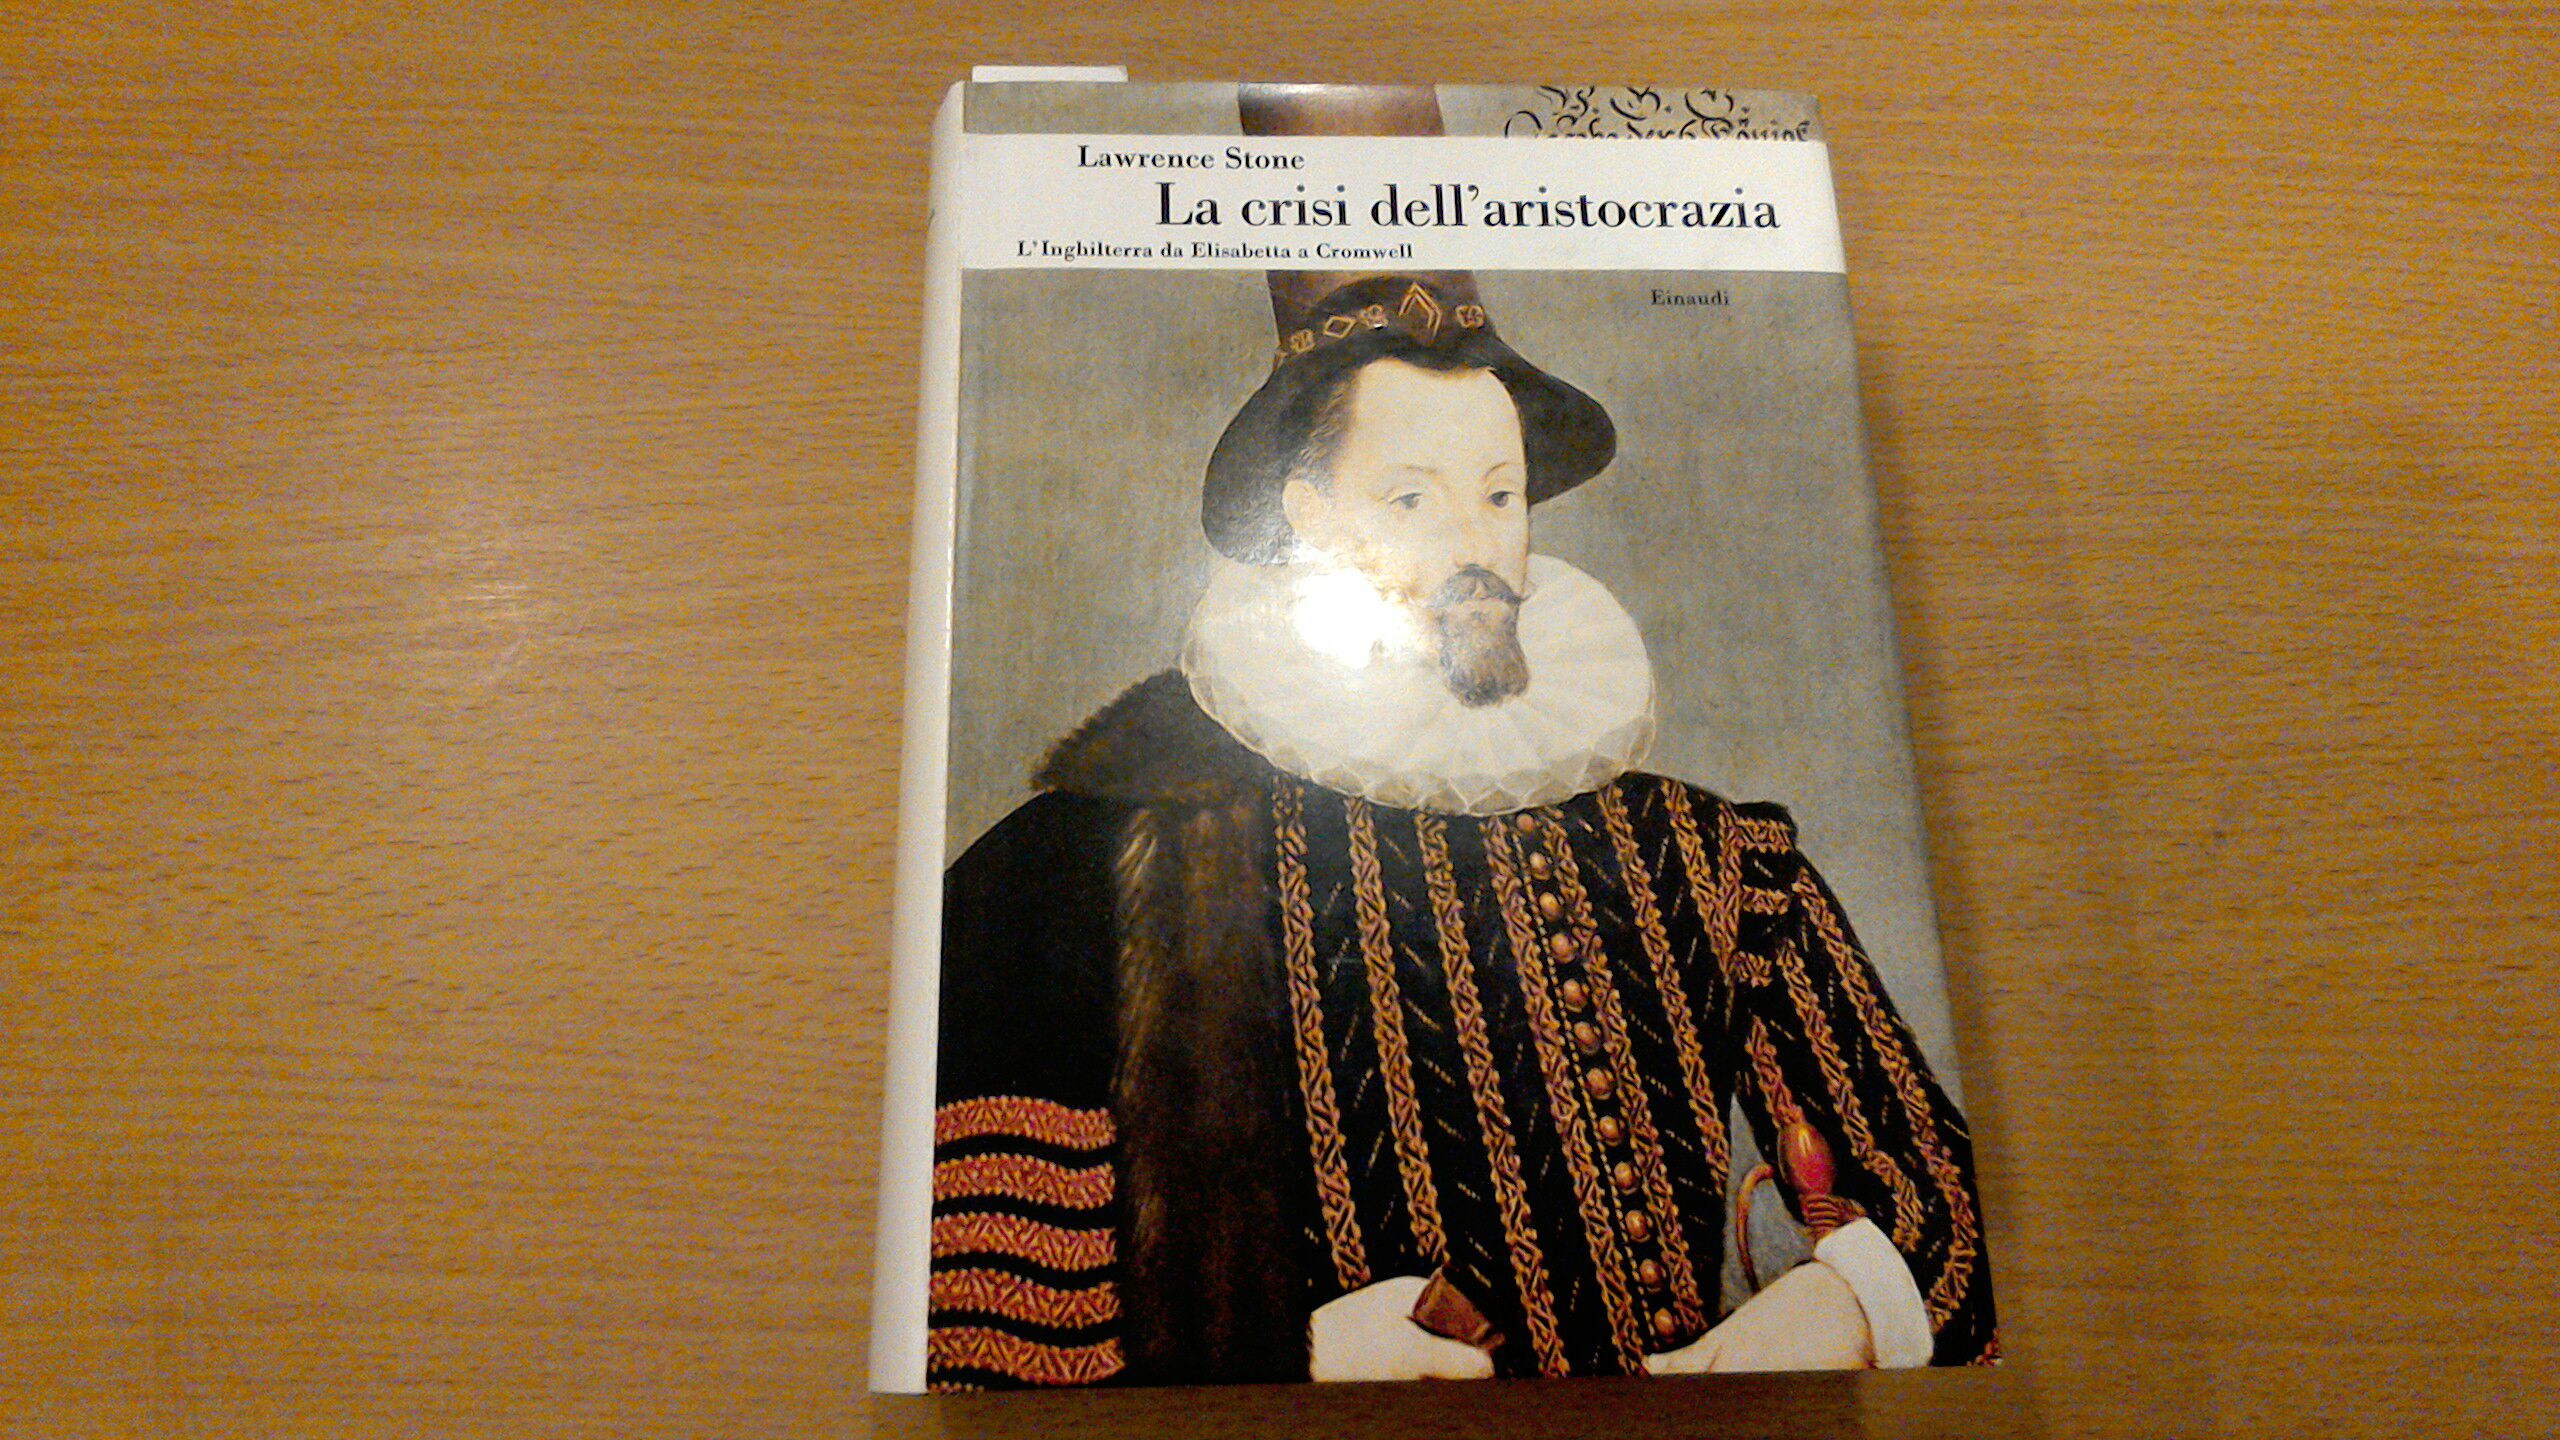 Lawrence Stone
La crisi dell'aristocrazia
L'Inghilterra da Elisabetta a Cromwell
Einaudi